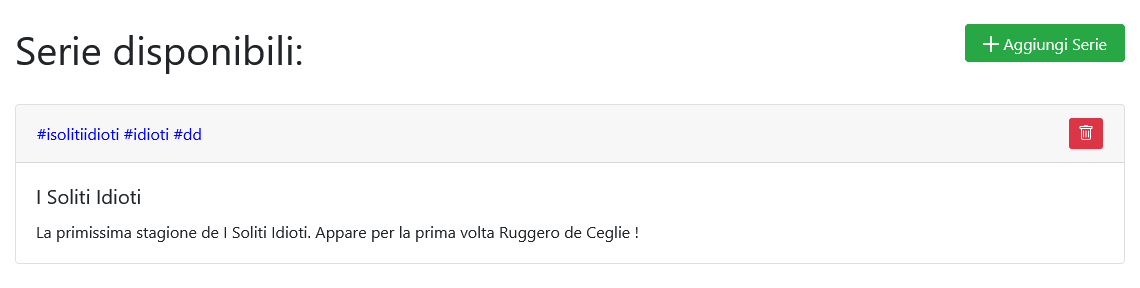 Serie disponibili:
Aggiungi Serie
#isolitiidioti #idioti #dd
I Soliti Idioti
La primissima stagione de I Soliti Idioti. Appare per la prima volta Ruggero de Ceglie !